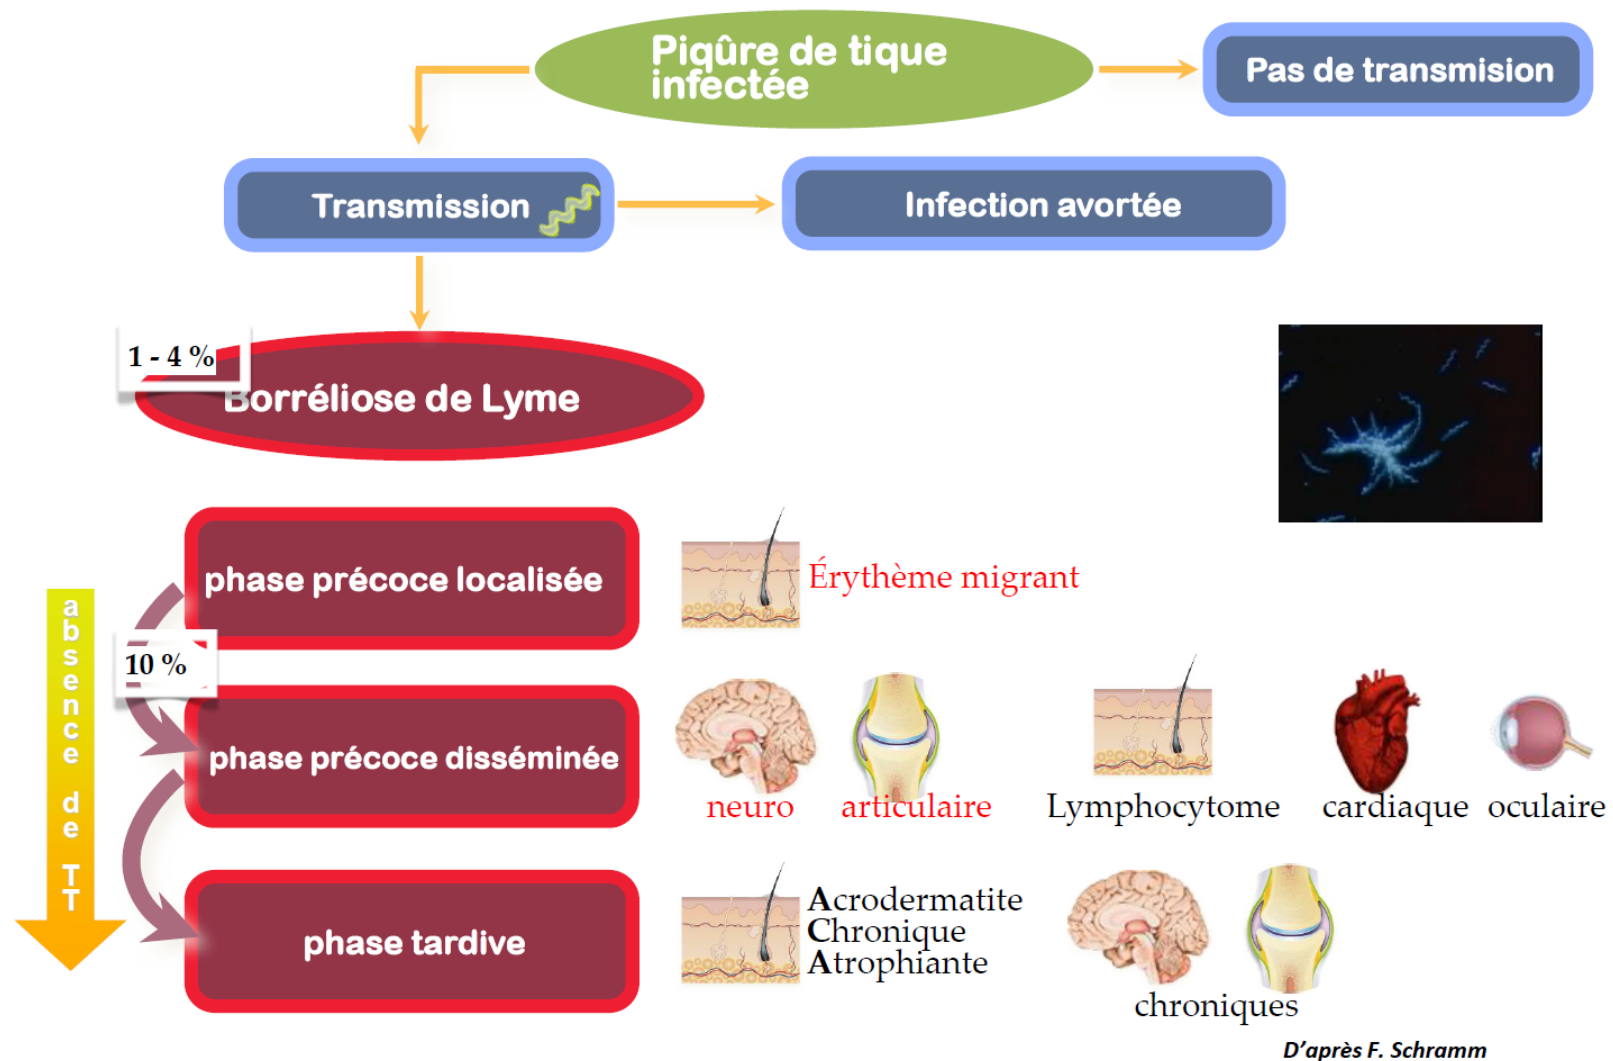 Piqûre de tique
infectée
Pas de transmision
Transmission
Infection avortée
1 - 4 %
Borréliose de Lyme
phase précoce localisée
Érythème migrant
absence de TT
10 %
phase précoce disséminée
neuro
articulaire
Lymphocytome
cardiaque
oculaire
phase tardive
Acrodermatite
Chronique
Atrophiante
chroniques
D'après F. Schramm